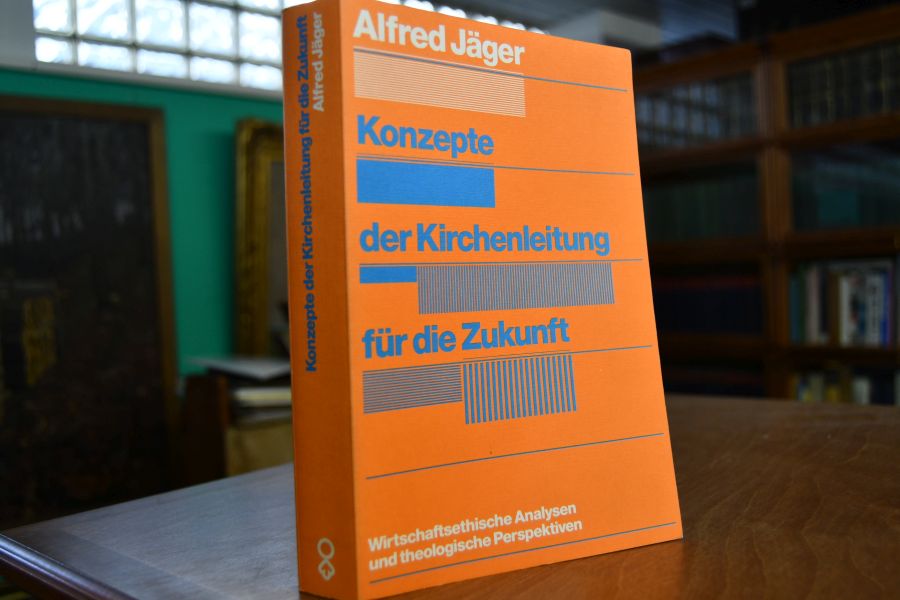 Alfred Jäger
Konzepte
der Kirchenleitung
für die Zukunft
Wirtschaftsethische Analysen
und theologische Perspektiven
Konzepte der Kirchenleitung für die Zukunft
Alfred Jäger